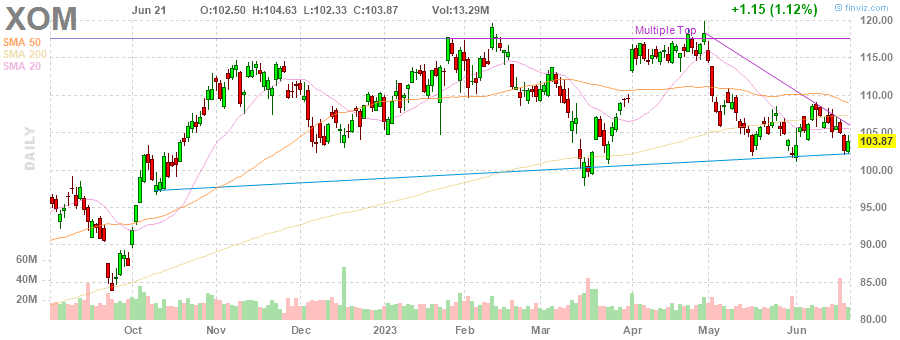 XOM Jun 21 O:102.50 H:104.63 L:102.33 C:103.87 Vol:13.29M +1.15 (1.12%) © finviz.com
SMA 50
SMA 200
SMA 20
Multiple Top
DAILY
120.00
115.00
110.00
105.00
103.87
100.00
95.00
90.00
85.00
80.00
60M
40M
20M
Oct Nov Dec 2023 Feb Mar Apr May Jun